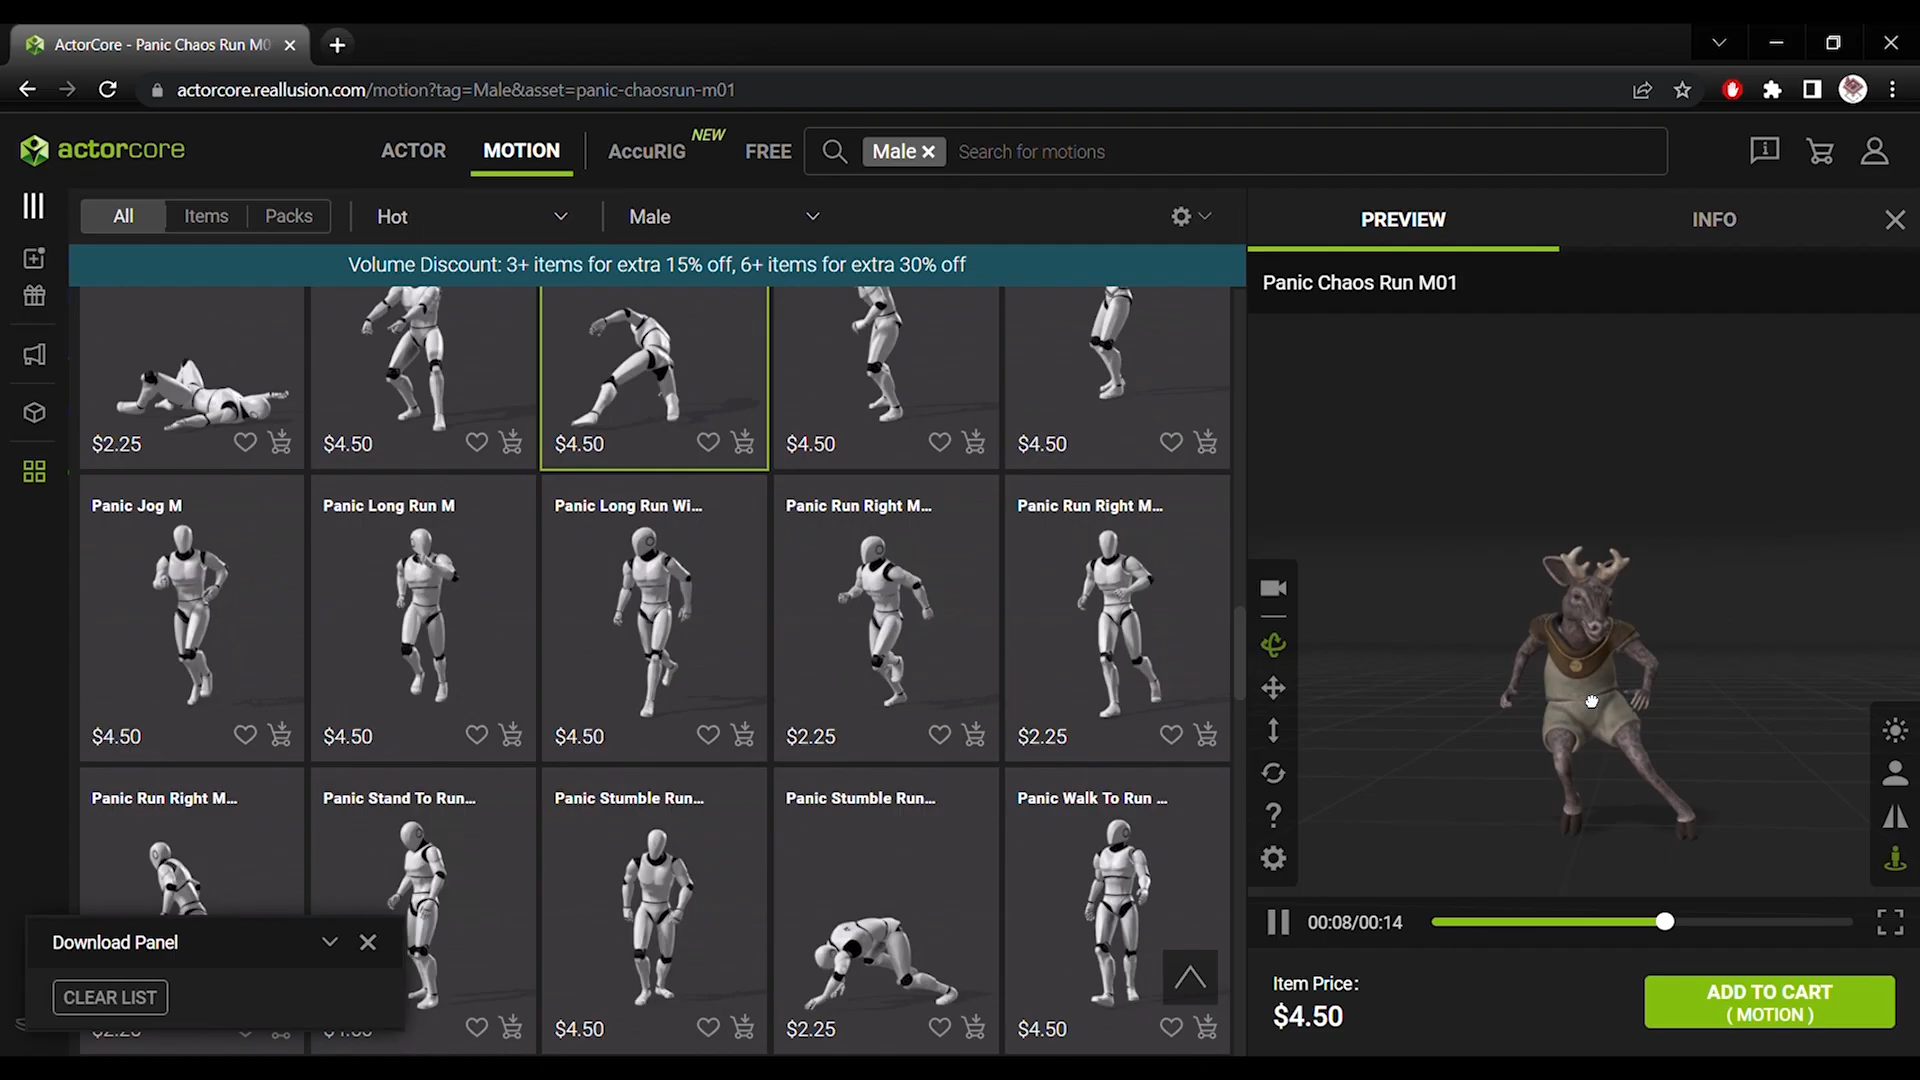 ActorCore - Panic Chaos Run M0
actorcore.reallusion.com/motion?tag=Male&asset=panic-chaosrun-m01
actorcore
ACTOR
MOTION
AccuRIG
NEW
FREE
Male
Search for motions
All
Items
Packs
Hot
Male
PREVIEW
INFO
Volume Discount: 3+ items for extra 15% off, 6+ items for extra 30% off
Panic Chaos Run M01
$2.25
$4.50
$4.50
$4.50
$4.50
Panic Jog M
Panic Long Run M
Panic Long Run Wi...
Panic Run Right M...
Panic Run Right M...
$4.50
$4.50
$4.50
$2.25
$2.25
Panic Run Right M...
Panic Stand To Run...
Panic Stumble Run...
Panic Stumble Run...
Panic Walk To Run ...
00:08/00:14
Download Panel
CLEAR LIST
$4.50
$2.25
$4.50
Item Price:
$4.50
ADD TO CART
( MOTION )